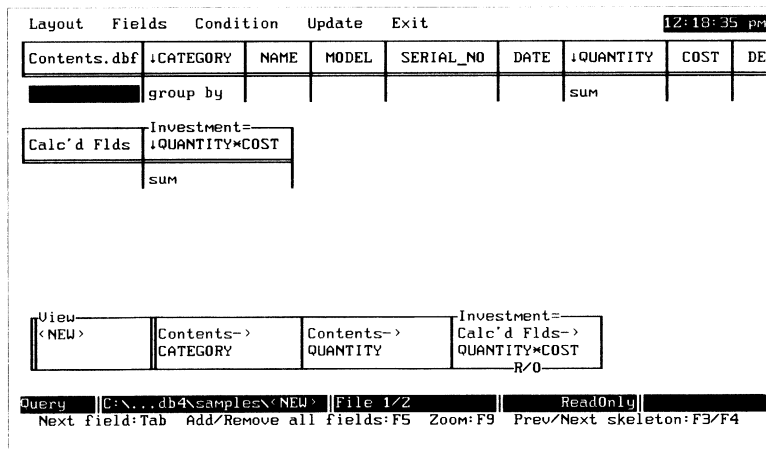 Layout Fields Condition Update Exit 12:18:35 pm
Contents.dbf ↓CATEGORY NAME MODEL SERIAL_NO DATE ↓QUANTITY COST DE
group by sum
Investment=
Calc'd Flds ↓QUANTITY*COST
sum
View Investment=
<NEW> Contents-> Contents-> Calc'd Flds->
CATEGORY QUANTITY QUANTITY*COST
R/O
Query C:\...db4\samples\<NEW> File 1/2 ReadOnly
Next field:Tab Add/Remove all fields:F5 Zoom:F9 Prev/Next skeleton:F3/F4